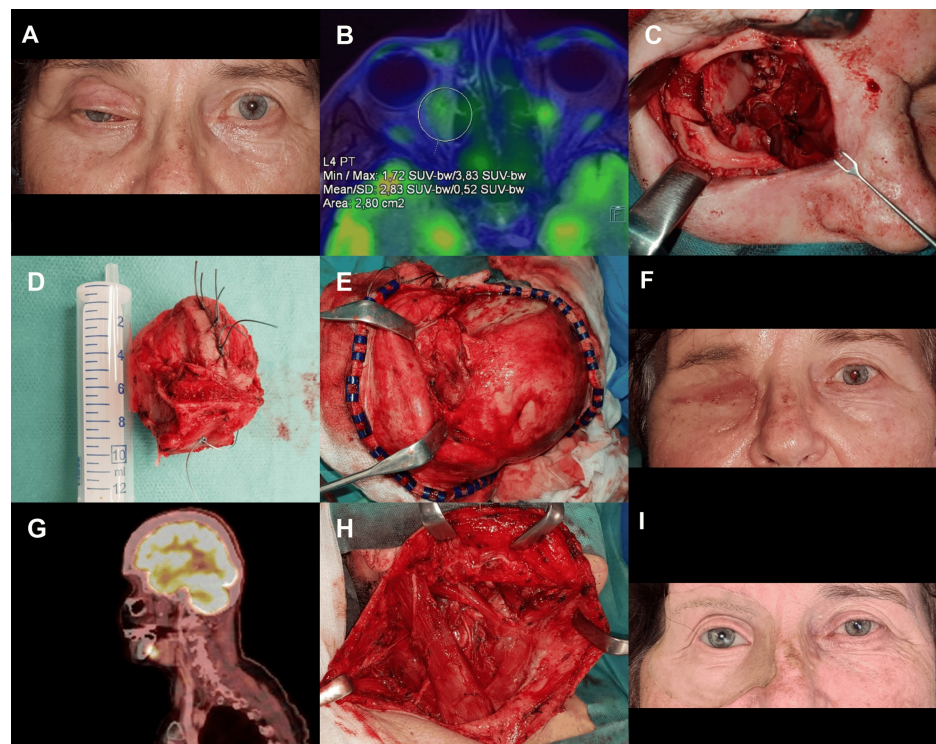 A
B
C
L4 PT
Min / Max: 1,72 SUV-bw/3,83 SUV-bw
Mean/SD: 2,83 SUV-bw/0,52 SUV-bw
Area: 2,80 cm2
F
D
2
4
6
8
10
ml
12
E
F
G
H
I